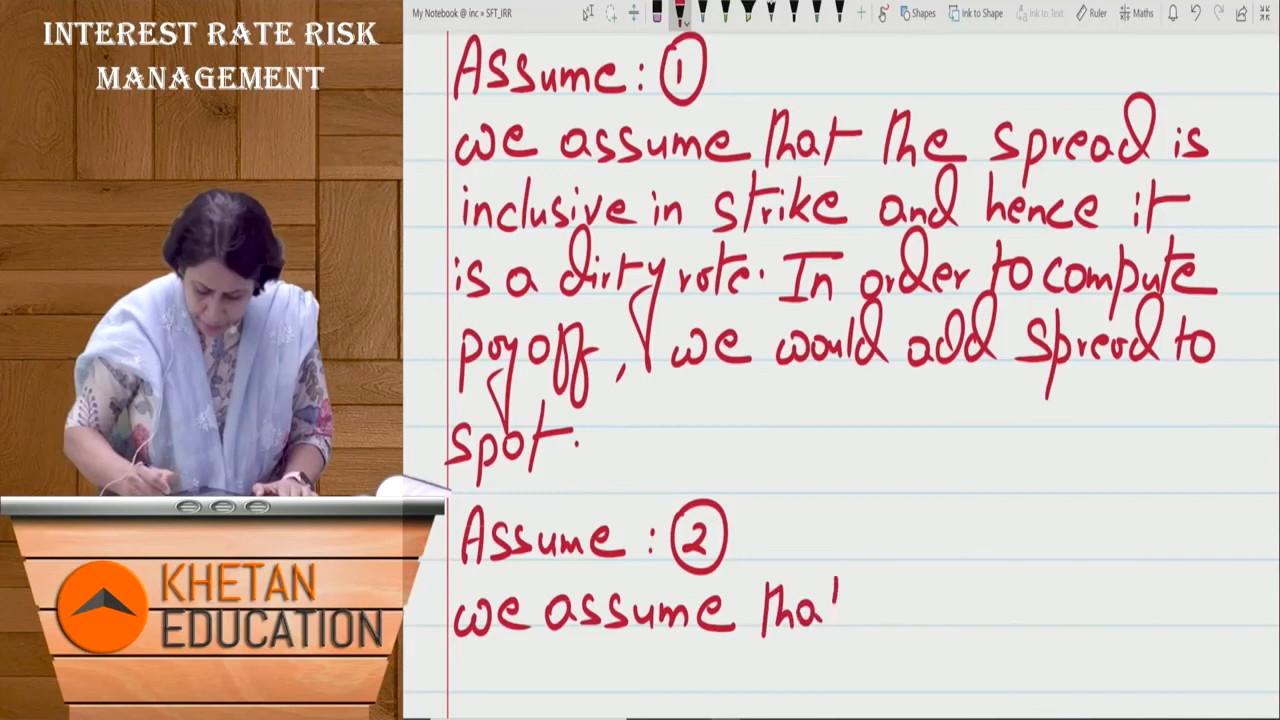 INTEREST RATE RISK
MANAGEMENT
My Notebook @ inc » SFT_IRR
Shapes
Ink to Shape
Ink to Text
Ruler
Maths
Assume: 1
we assume that the spread is
inclusive in strike and hence it
is a dirty rate. In order to compute
payoff, we would add spread to
spot.
Assume : 2
we assume tha
KHETAN
EDUCATION